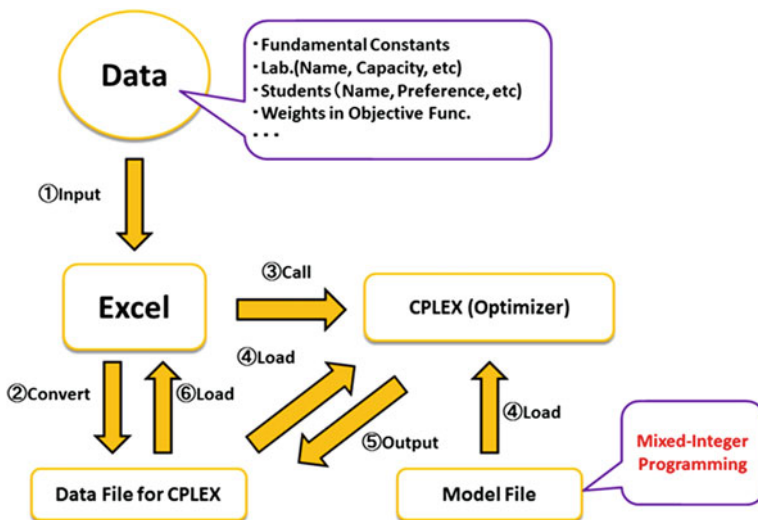 Data
・Fundamental Constants
・Lab.(Name, Capacity, etc)
・Students（Name, Preference, etc)
・Weights in Objective Func.
・・・
①Input
Excel
③Call
CPLEX (Optimizer)
②Convert
⑥Load
④Load
⑤Output
④Load
Mixed-Integer
Programming
Data File for CPLEX
Model File